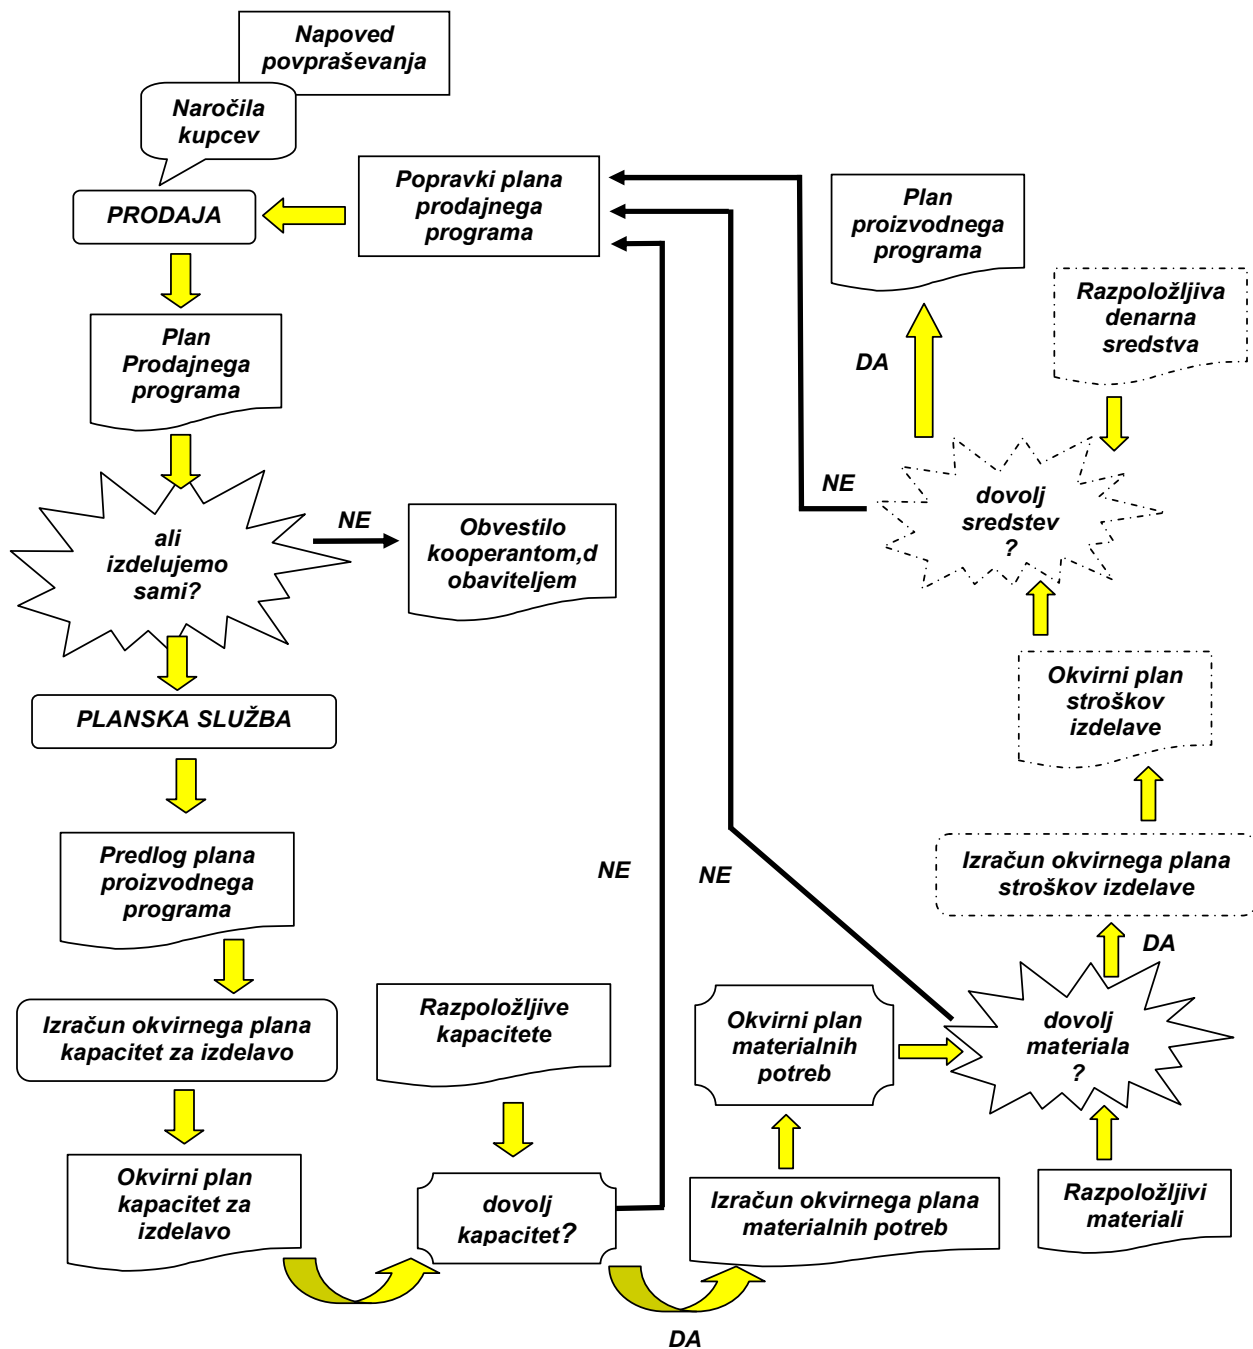 Napoved
povpraševanja
Naročila
kupcev
PRODAJA
Popravki plana
prodajnega
programa
Plan
proizvodnega
programa
Razpoložljiva
denarna
sredstva
Plan
Prodajnega
programa
DA
NE
dovolj
sredstev
?
ali
izdelujemo
sami?
NE
Obvestilo
kooperantom,d
obaviteljem
Okvirni plan
stroškov
izdelave
PLANSKA SLUŽBA
Predlog plana
proizvodnega
programa
NE
NE
Izračun okvirnega plana
stroškov izdelave
DA
Izračun okvirnega plana
kapacitet za izdelavo
Razpoložljive
kapacitete
Okvirni plan
materialnih
potreb
dovolj
materiala
?
Okvirni plan
kapacitet za
izdelavo
dovolj
kapacitet?
Izračun okvirnega plana
materialnih potreb
Razpoložljivi
materiali
DA